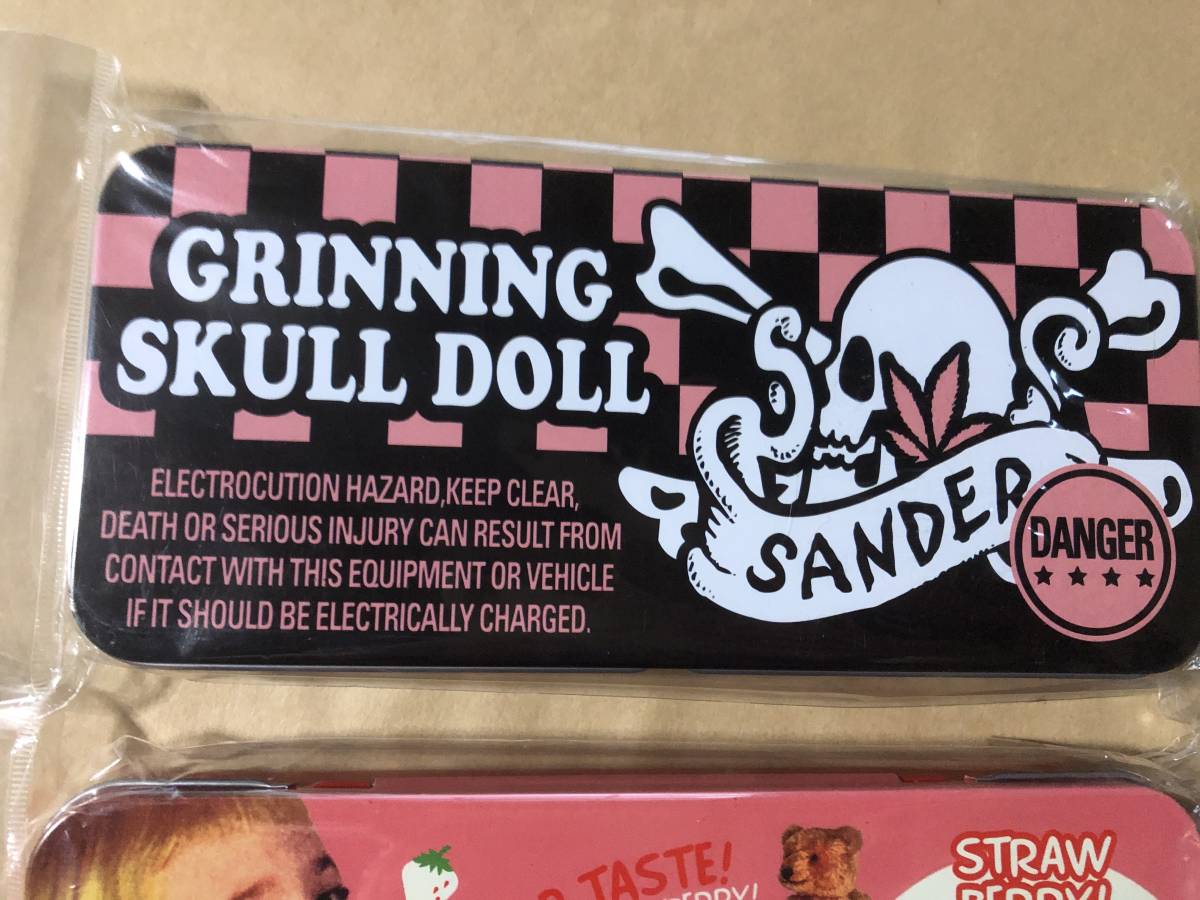 GRINNING
SKULL DOLL
ELECTROCUTION HAZARD,KEEP CLEAR,
DEATH OR SERIOUS INJURY CAN RESULT FROM
CONTACT WITH THIS EQUIPMENT OR VEHICLE
IF IT SHOULD BE ELECTRICALLY CHARGED.
SANDER
DANGER
TASTE!
STRAW
BERRY!